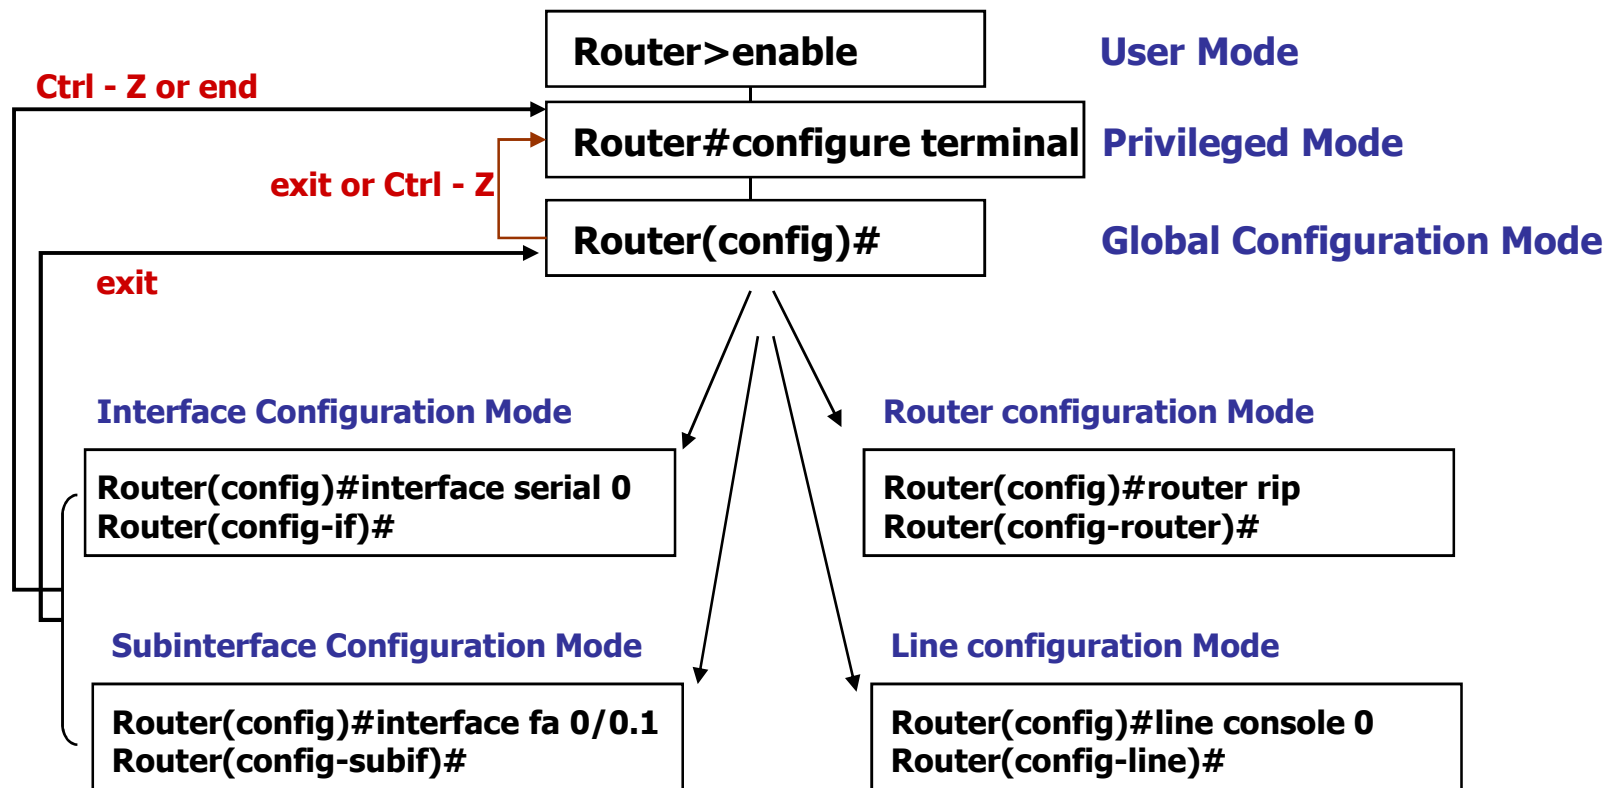 Router>enable
User Mode
Ctrl - Z or end
Router#configure terminal
Privileged Mode
exit or Ctrl - Z
Router(config)#
Global Configuration Mode
exit
Interface Configuration Mode
Router configuration Mode
Router(config)#interface serial 0
Router(config-if)#
Router(config)#router rip
Router(config-router)#
Subinterface Configuration Mode
Line configuration Mode
Router(config)#interface fa 0/0.1
Router(config-subif)#
Router(config)#line console 0
Router(config-line)#